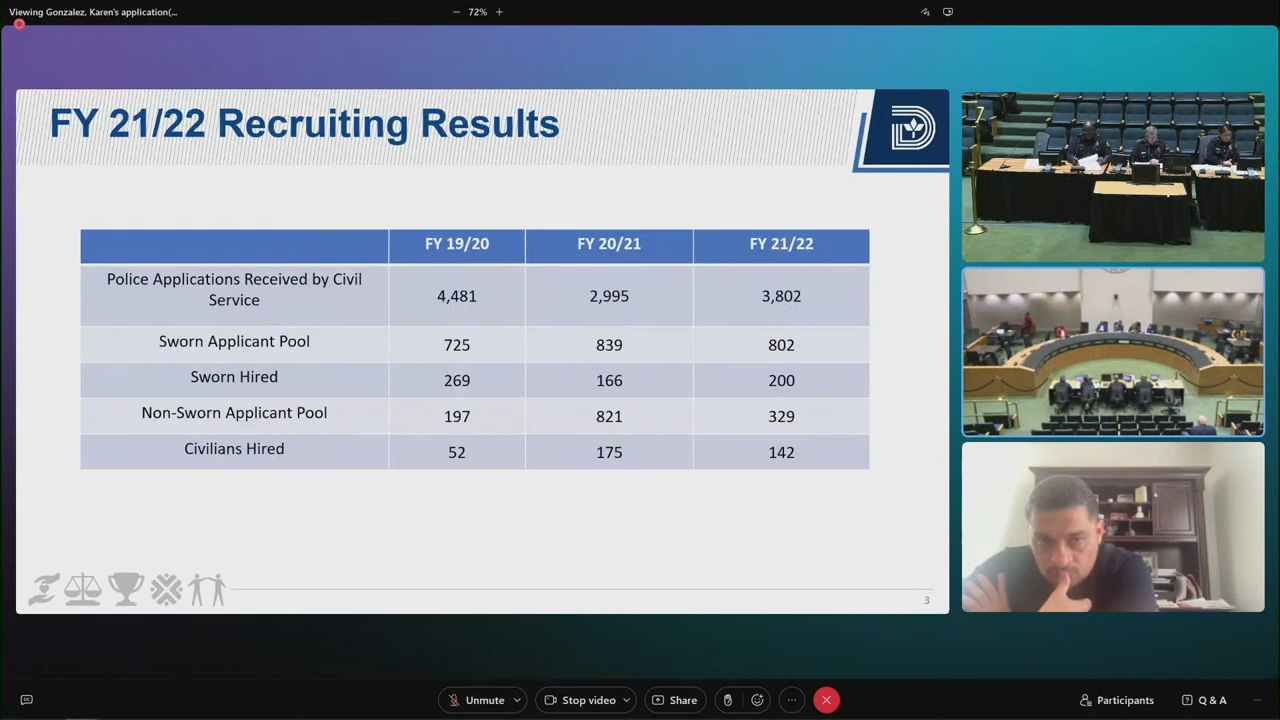 Viewing Gonzalez, Karen's application(...
72%
FY 21/22 Recruiting Results
FY 19/20 FY 20/21 FY 21/22
Police Applications Received by Civil
Service
4,481 2,995 3,802
Sworn Applicant Pool 725 839 802
Sworn Hired 269 166 200
Non-Sworn Applicant Pool 197 821 329
Civilians Hired 52 175 142
3
Unmute Stop video Share Participants Q & A